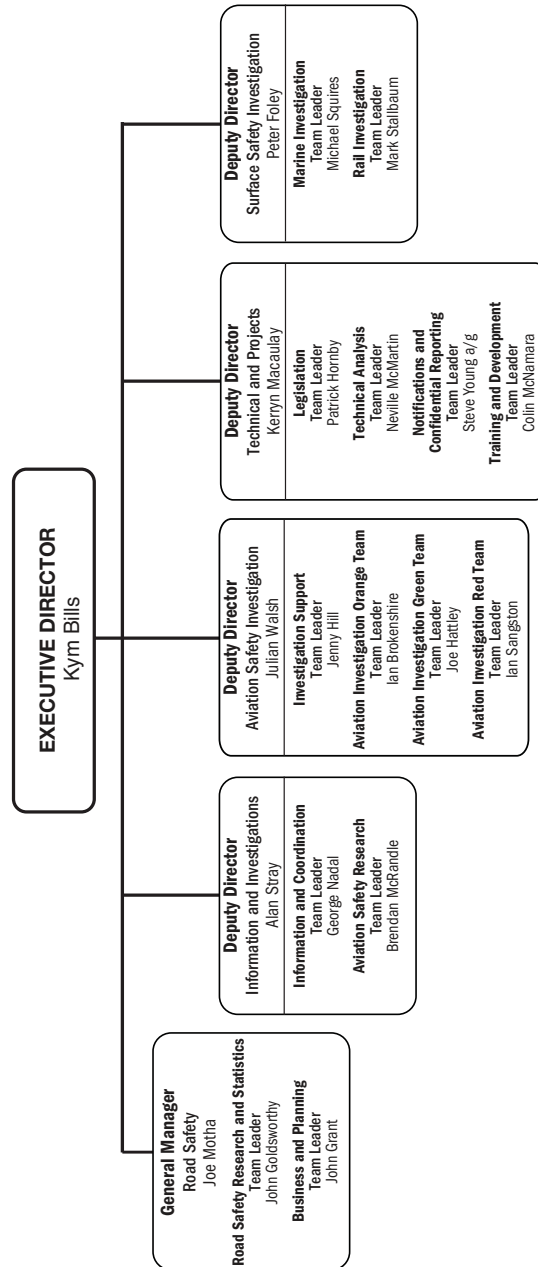 EXECUTIVE DIRECTOR
Kym Bills
General Manager
Road Safety
Joe Motha
Road Safety Research and Statistics
Team Leader
John Goldsworthy
Business and Planning
Team Leader
John Grant
Deputy Director
Information and Investigations
Alan Stray
Information and Coordination
Team Leader
George Nadal
Aviation Safety Research
Team Leader
Brendan McRandle
Deputy Director
Aviation Safety Investigation
Julian Walsh
Investigation Support
Team Leader
Jenny Hill
Aviation Investigation Orange Team
Team Leader
Ian Brokenshire
Aviation Investigation Green Team
Team Leader
Joe Hattley
Aviation Investigation Red Team
Team Leader
Ian Sangston
Deputy Director
Technical and Projects
Kerryn Macaulay
Legislation
Team Leader
Patrick Hornby
Technical Analysis
Team Leader
Neville McMartin
Notifications and
Confidential Reporting
Team Leader
Steve Young a/g
Training and Development
Team Leader
Colin McNamara
Deputy Director
Surface Safety Investigation
Peter Foley
Marine Investigation
Team Leader
Michael Squires
Rail Investigation
Team Leader
Mark Stallbaum